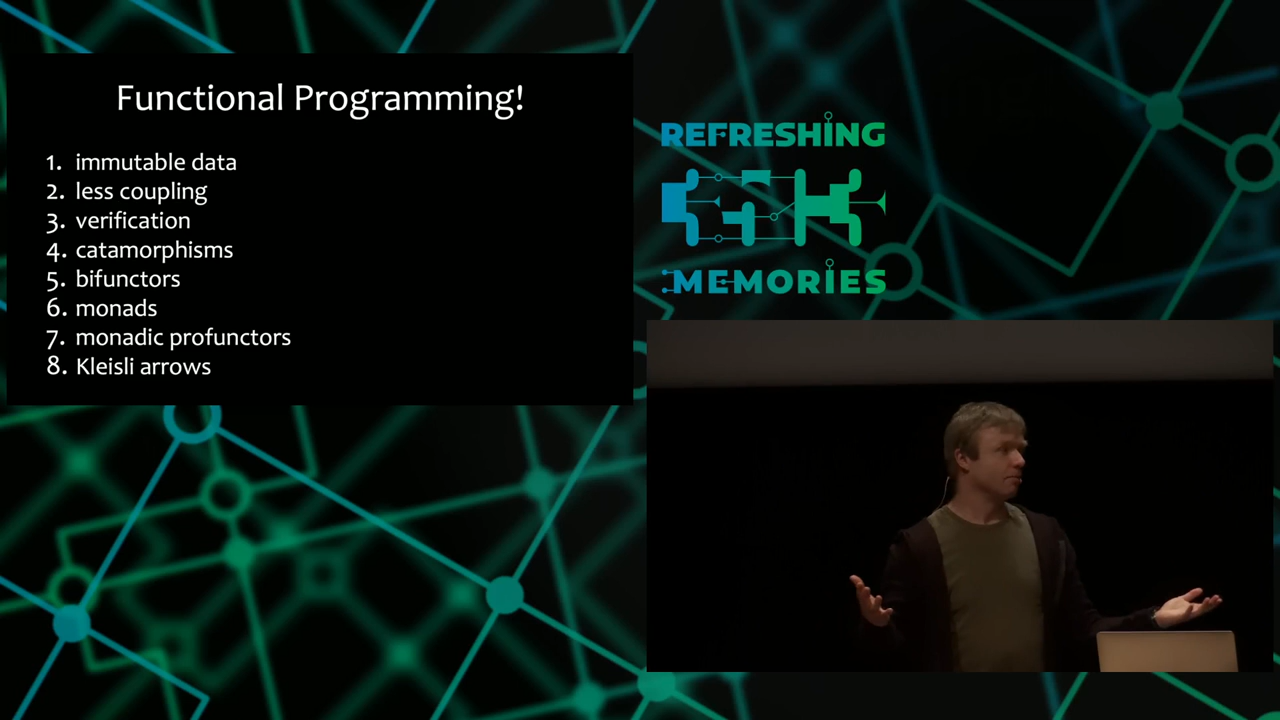 Functional Programming!
1. immutable data
2. less coupling
3. verification
4. catamorphisms
5. bifunctors
6. monads
7. monadic profunctors
8. Kleisli arrows
REFRESHING
MEMORIES